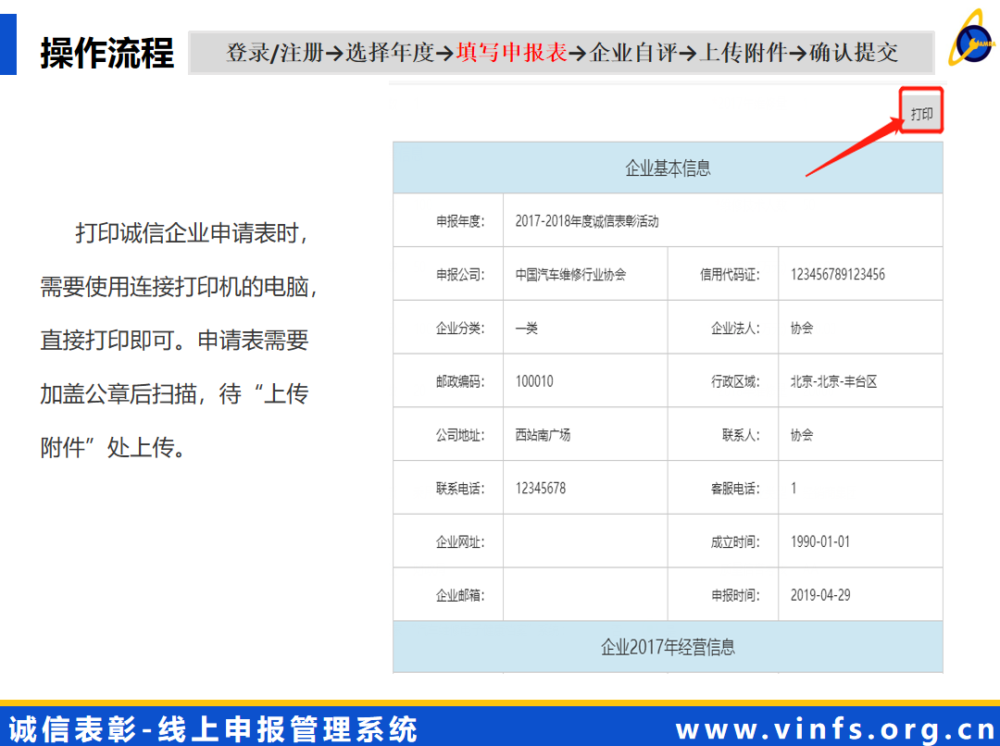 操作流程
登录/注册→选择年度→填写申报表→企业自评→上传附件→确认提交
打印
企业基本信息
申报年度： 2017-2018年度诚信表彰活动
申报公司： 中国汽车维修行业协会 信用代码证： 123456789123456
企业分类： 一类 企业法人： 协会
邮政编码： 100010 行政区域： 北京-北京-丰台区
公司地址： 西站南广场 联系人： 协会
联系电话： 12345678 客服电话： 1
企业网址： 成立时间： 1990-01-01
企业邮箱： 申报时间： 2019-04-29
企业2017年经营信息
打印诚信企业申请表时，
需要使用连接打印机的电脑，
直接打印即可。申请表需要
加盖公章后扫描，待“上传
附件”处上传。
诚信表彰-线上申报管理系统
www.vinfs.org.cn